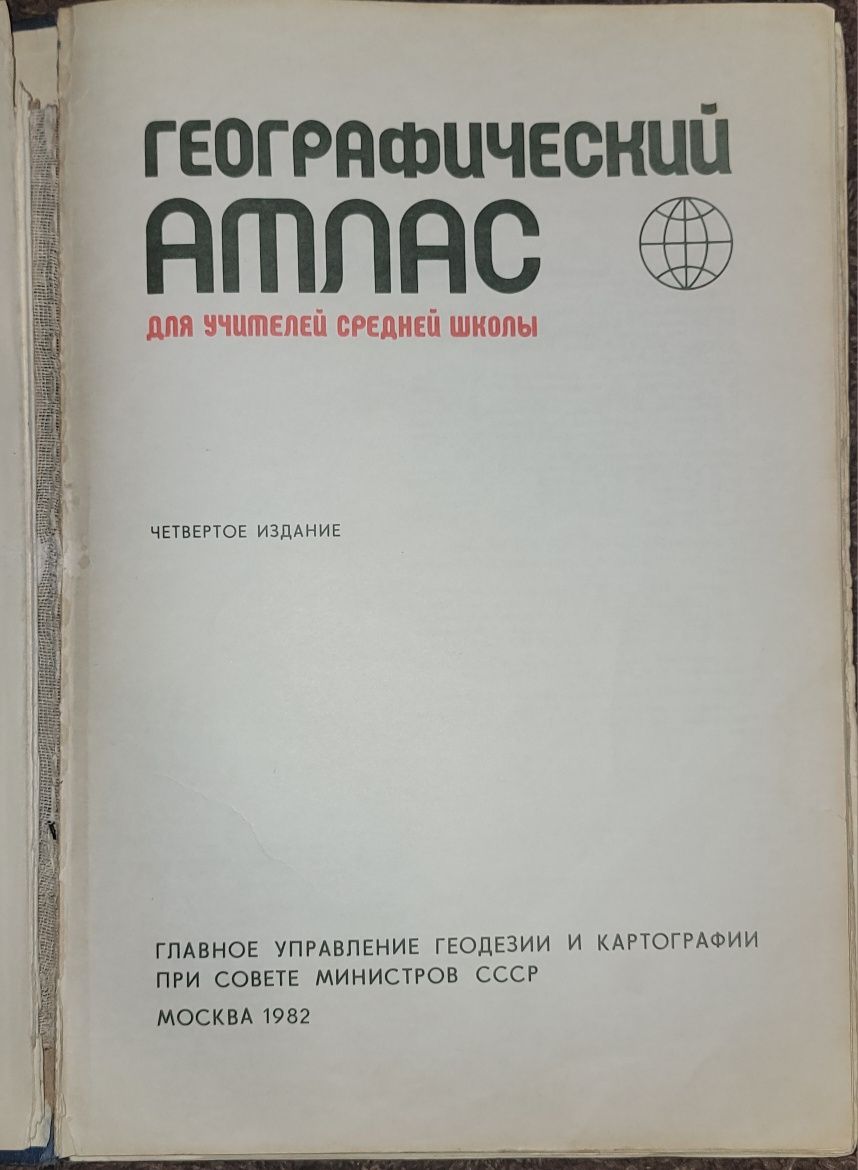 ГЕОГРАФИЧЕСКИЙ
АТЛАС
ДЛЯ УЧИТЕЛЕЙ СРЕДНЕЙ ШКОЛЫ
ЧЕТВЕРТОЕ ИЗДАНИЕ
ГЛАВНОЕ УПРАВЛЕНИЕ ГЕОДЕЗИИ И КАРТОГРАФИИ
ПРИ СОВЕТЕ МИНИСТРОВ СССР
МОСКВА 1982